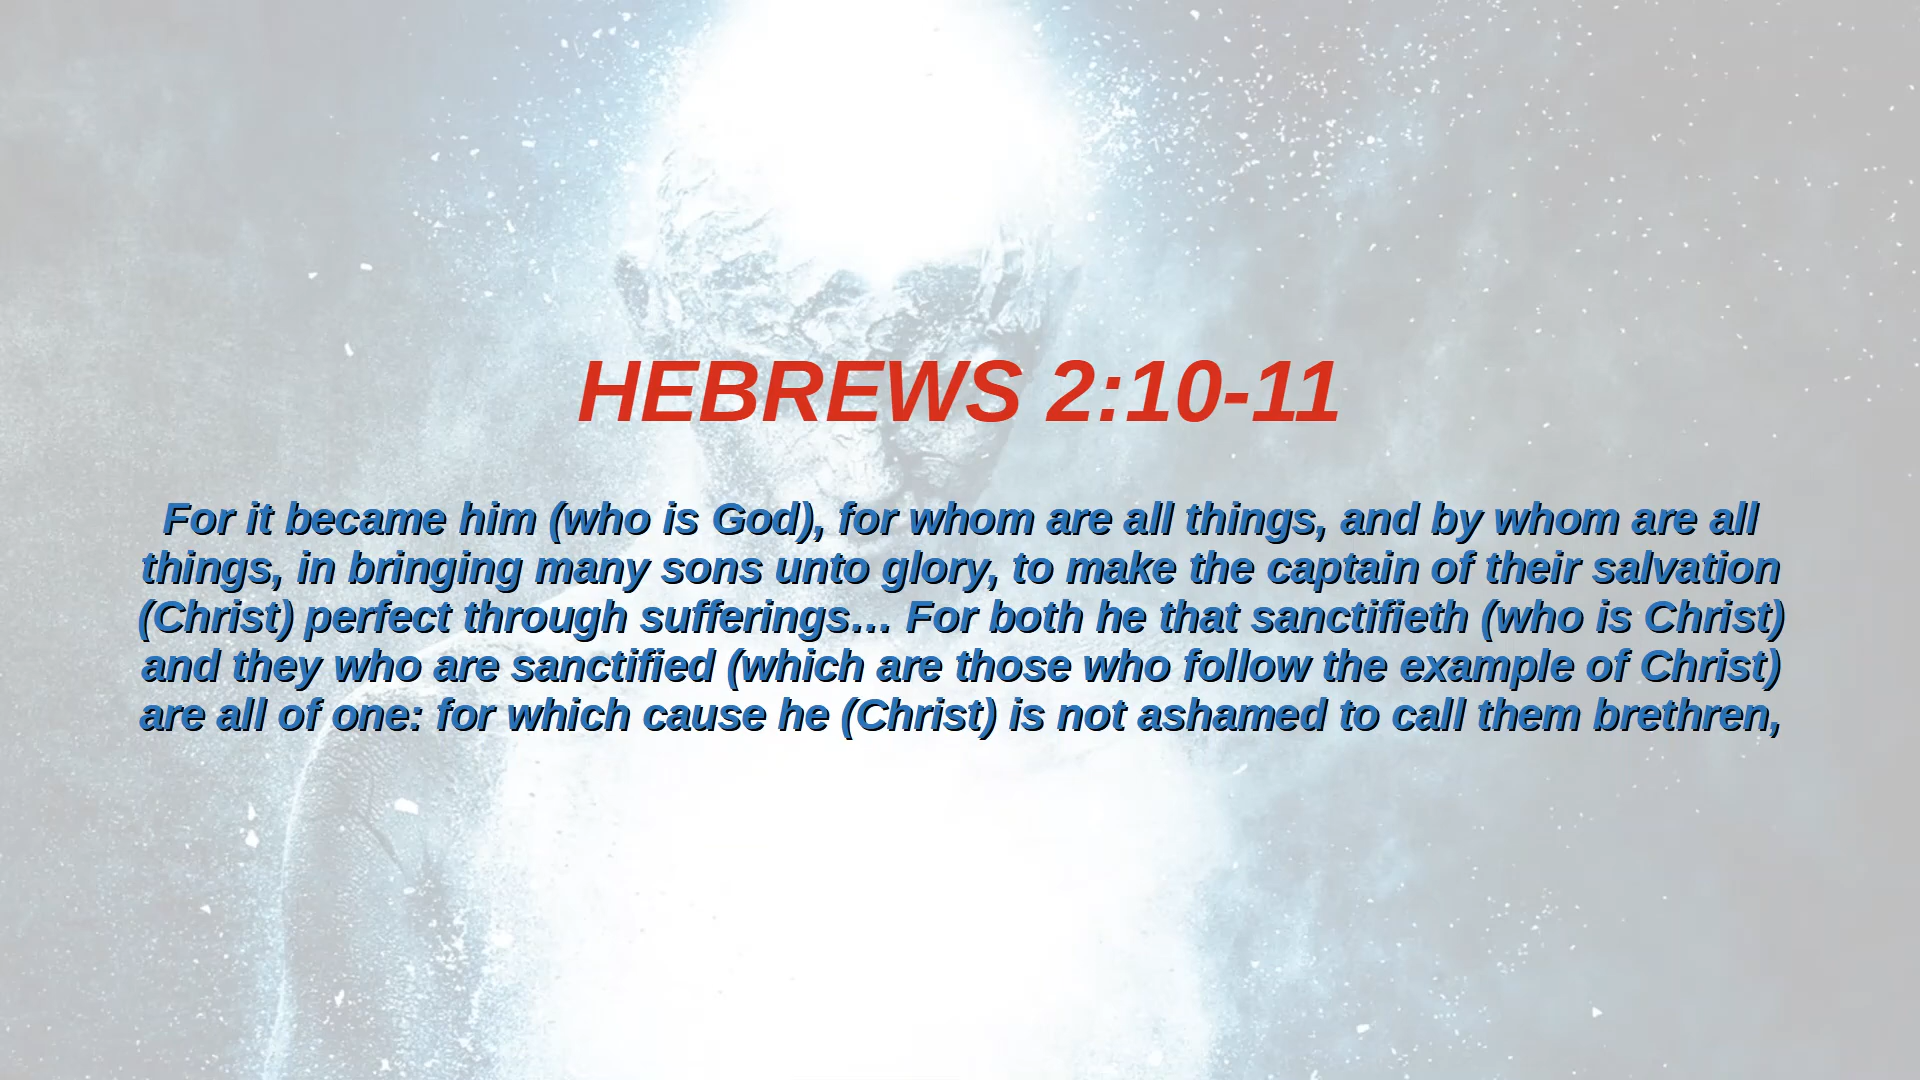 HEBREWS 2:10-11
For it became him (who is God), for whom are all things, and by whom are all
things, in bringing many sons unto glory, to make the captain of their salvation
(Christ) perfect through sufferings… For both he that sanctifieth (who is Christ)
and they who are sanctified (which are those who follow the example of Christ)
are all of one: for which cause he (Christ) is not ashamed to call them brethren,